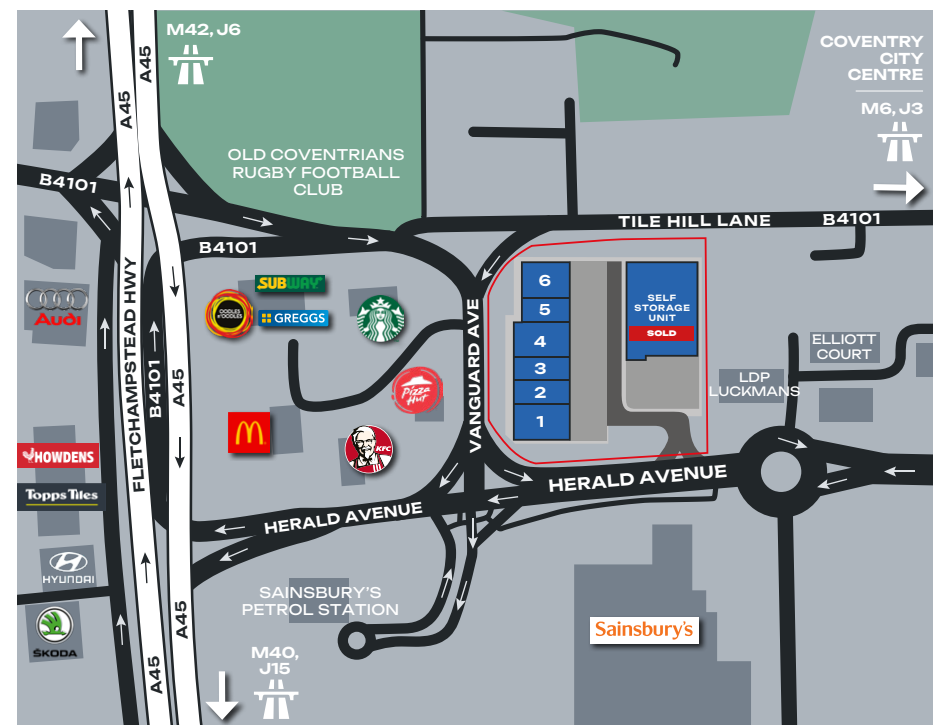 M42, J6
A45
A45
COVENTRY
CITY
CENTRE
M6, J3
OLD COVENTRIANS
RUGBY FOOTBALL
CLUB
B4101
TILE HILL LANE
B4101
B4101
SUBWAY
OODLES
N'OODLES
GREGGS
Audi
FLETCHAMPSTEAD HWY
B4101
A45
VANGUARD AVE
6
5
4
3
2
1
SELF
STORAGE
UNIT
SOLD
ELLIOTT
COURT
LDP
LUCKMANS
Pizza
Hut
KFC
HOWDENS
Topps Tiles
HERALD AVENUE
HERALD AVENUE
HYUNDAI
SAINSBURY'S
PETROL STATION
Sainsbury's
ŠKODA
A45
A45
M40,
J15